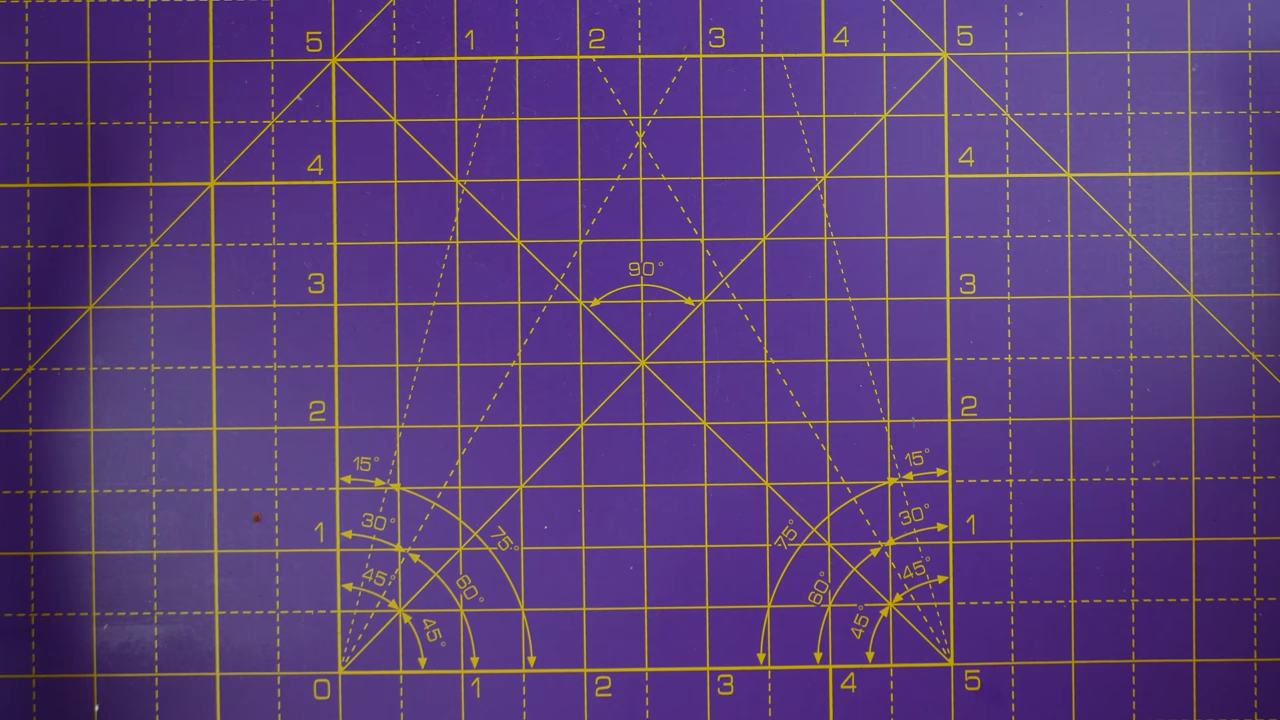 5 1 2 3 4 5
4 4
90°
3 3
2 2
15° 15°
30° 75° 75° 30° 1
1
45° 60° 60° 45°
45° 45°
0 1 2 3 4 5